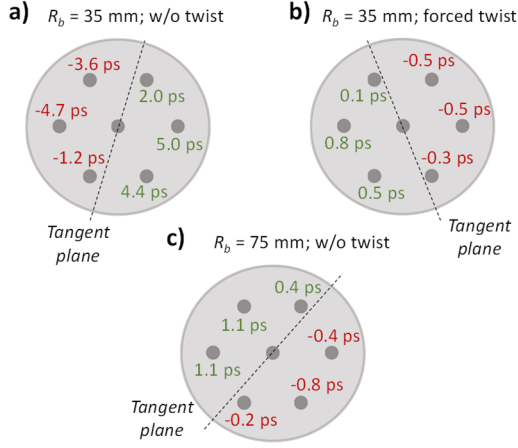 a) R_b = 35 mm; w/o twist
-3.6 ps
2.0 ps
-4.7 ps
5.0 ps
-1.2 ps
4.4 ps
Tangent
plane
b) R_b = 35 mm; forced twist
-0.5 ps
0.1 ps
-0.5 ps
0.8 ps
-0.3 ps
0.5 ps
Tangent
plane
c) R_b = 75 mm; w/o twist
0.4 ps
1.1 ps
-0.4 ps
1.1 ps
-0.8 ps
-0.2 ps
Tangent
plane